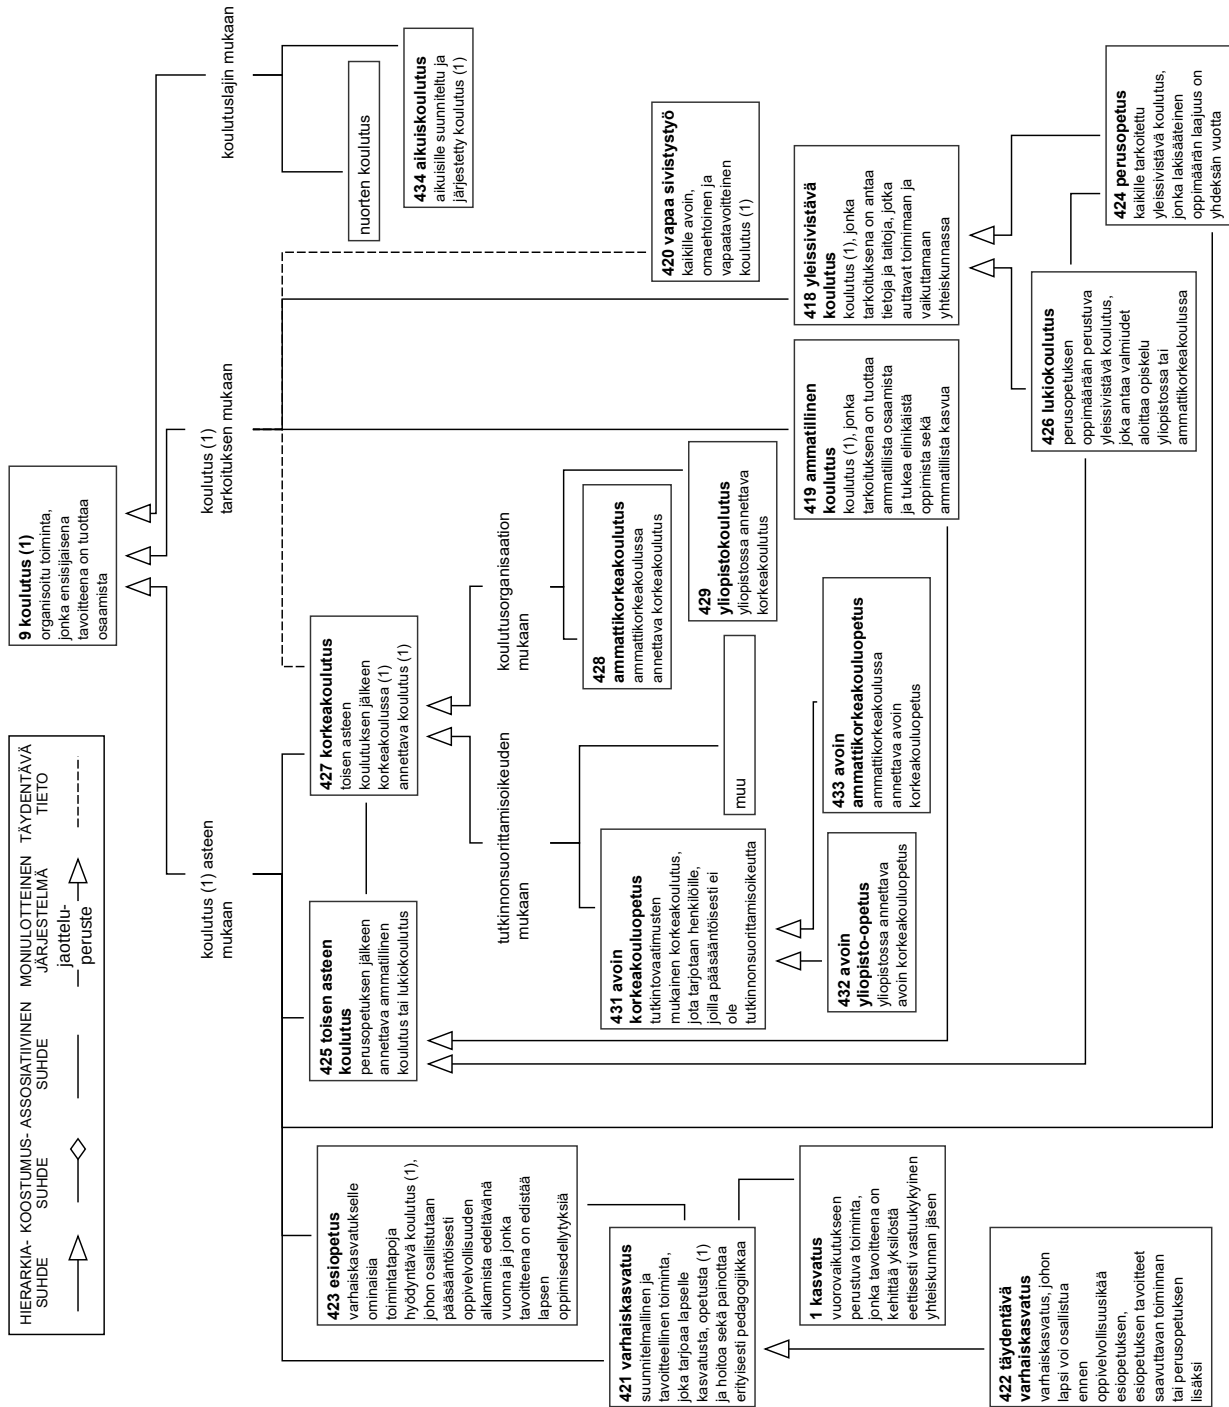 HIERARKIA- KOOSTUMUS- ASSOSIATIIVINEN MONIULOTTEINEN TÄYDENTÄVÄ
SUHDE SUHDE SUHDE JÄRJESTELMÄ TIETO
jaottelu-
peruste
9 koulutus (1)
organisoitu toiminta,
jonka ensisijaisena
tavoitteena on tuottaa
osaamista
koulutus (1) asteen
mukaan
koulutus (1)
tarkoituksen mukaan
koulutuslajin mukaan
nuorten koulutus
434 aikuiskoulutus
aikuisille suunniteltu ja
järjestetty koulutus (1)
423 esiopetus
varhaiskasvatukselle
ominaisia
toimintatapoja
hyödyntävä koulutus (1),
johon osallistutaan
pääsääntöisesti
oppivelvollisuuden
alkamista edeltävänä
vuonna ja jonka
tavoitteena on edistää
lapsen
oppimisedellytyksiä
425 toisen asteen
koulutus
perusopetuksen jälkeen
annettava ammatillinen
koulutus tai lukokoulutus
427 korkeakoulutus
toisen asteen
koulutuksen jälkeen
korkeakoulussa (1)
annettava koulutus (1)
tutkinnonsuorittamisoikeuden
mukaan
koulutusorganisaation
mukaan
428
ammattikorkeakoulutus
ammattikorkeakoulussa
annettava korkeakoulutus
429
yliopistokoulutus
yliopistossa annettava
korkeakoulutus
420 vapaa sivistystyö
kaikille avoin,
omaehtoinen ja
vapaatavoitteinen
koulutus (1)
421 varhaiskasvatus
suunnitelmallinen ja
tavoitteellinen toiminta,
joka tarjoaa lapselle
kasvatusta, opetusta (1)
ja hoitoa sekä painottaa
erityisesti pedagogiikkaa
431 avoin
korkeakouluopetus
tutkintovaatimusten
mukainen korkeakoulutus,
jota tarjotaan henkilöille,
joilla pääsääntöisesti ei
ole
tutkinnonsuorittamisoikeutta
muu
1 kasvatus
vuorovaikutukseen
perustuva toiminta,
jonka tavoitteena on
kehittää yksilöstä
eettisesti vastuukykyinen
yhteiskunnan jäsen
432 avoin
yliopisto-opetus
yliopistossa annettava
avoin korkeakouluopetus
433 avoin
ammattikorkeakouluopetus
ammattikorkeakoulussa
annettava avoin
korkeakouluopetus
419 ammatillinen
koulutus
koulutus (1), jonka
tarkoituksena on tuottaa
ammatillista osaamista
ja tukea elinikäistä
oppimista sekä
ammatillista kasvua
418 yleissivistävä
koulutus
koulutus (1), jonka
tarkoituksena on antaa
tietoja ja taitoja, jotka
auttavat toimimaan ja
vaikuttamaan
yhteiskunnassa
422 täydentävä
varhaiskasvatus
varhaiskasvatus, johon
lapsi voi osallistua
ennen
oppivelvollisuusikää
esiopetuksen,
esiopetuksen tavoitteet
saavuttavan toiminnan
tai perusopetuksen
lisäksi
426 lukiokoulutus
perusopetuksen
oppimäärään perustuva
yleissivistävä koulutus,
joka antaa valmiudet
aloittaa opiskelu
yliopistossa tai
ammattikorkeakoulussa
424 perusopetus
kaikille tarkoitettu
yleissivistävä koulutus,
jonka lakisääteinen
oppimäärän laajuus on
yhdeksän vuotta